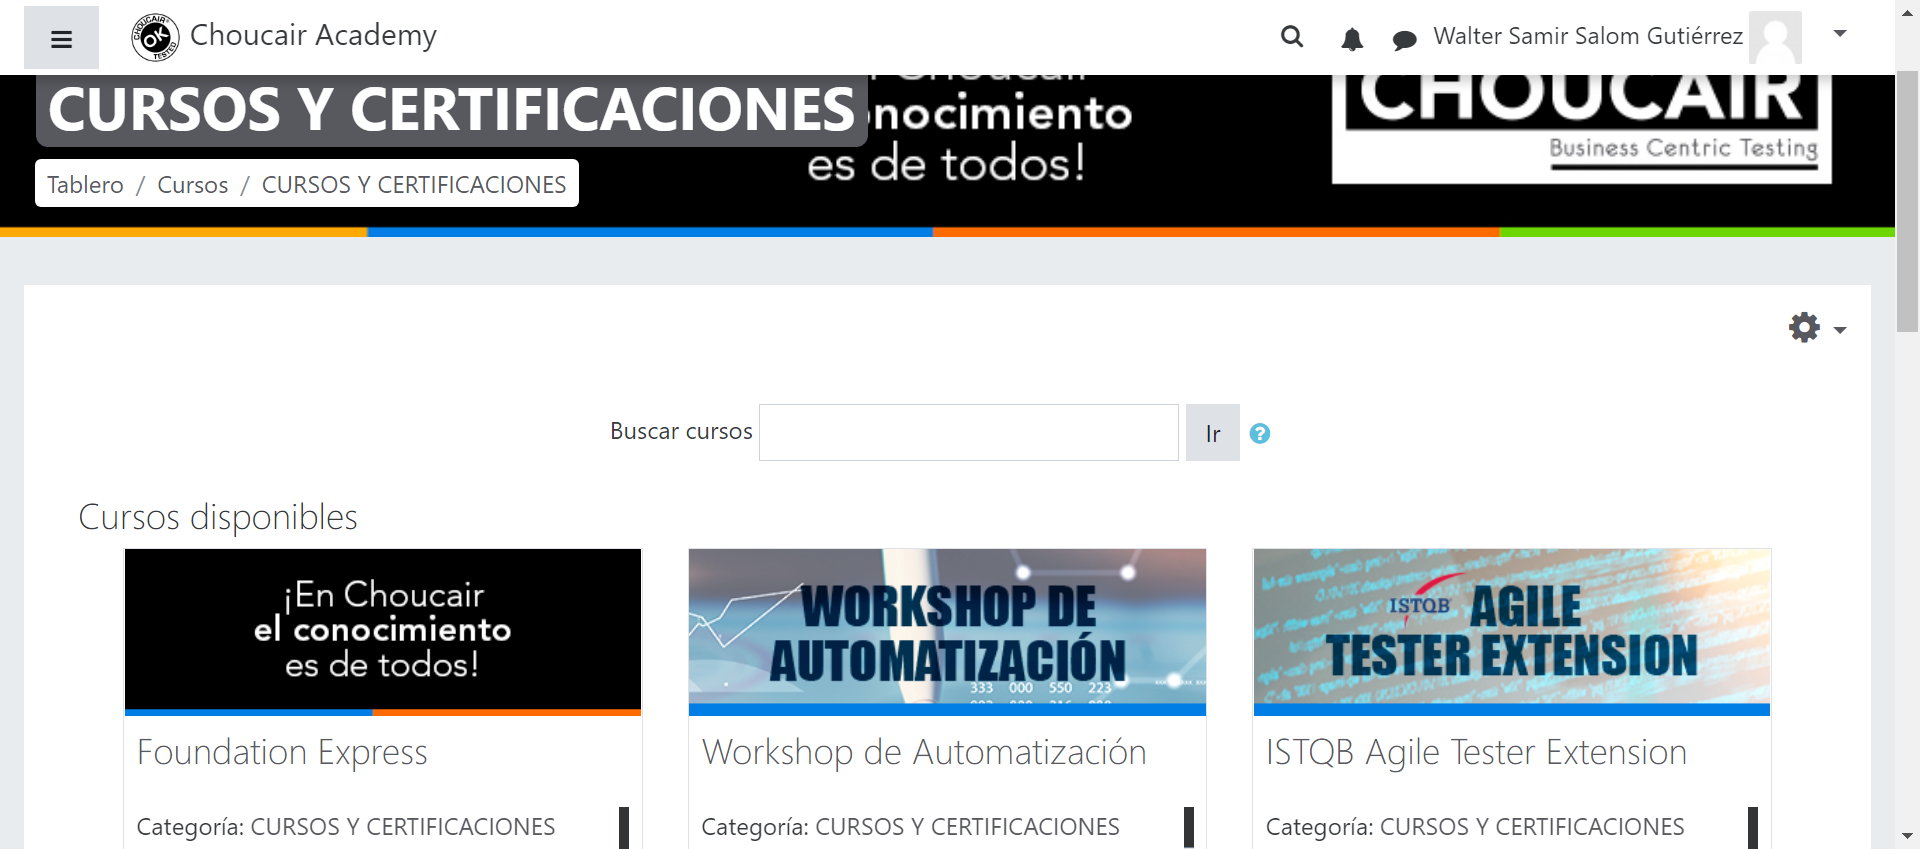 Choucair Academy
Walter Samir Salom Gutiérrez
CURSOS Y CERTIFICACIONES
Choucair
nocimiento
es de todos!
CHOUCAIR
Business Centric Testing
Tablero / Cursos / CURSOS Y CERTIFICACIONES
Buscar cursos
Ir
Cursos disponibles
¡En Choucair
el conocimiento
es de todos!
WORKSHOP DE
AUTOMATIZACIÓN
333 000 550 223
ISTQB AGILE
TESTER EXTENSION
Foundation Express
Workshop de Automatización
ISTQB Agile Tester Extension
Categoría: CURSOS Y CERTIFICACIONES
Categoría: CURSOS Y CERTIFICACIONES
Categoría: CURSOS Y CERTIFICACIONES